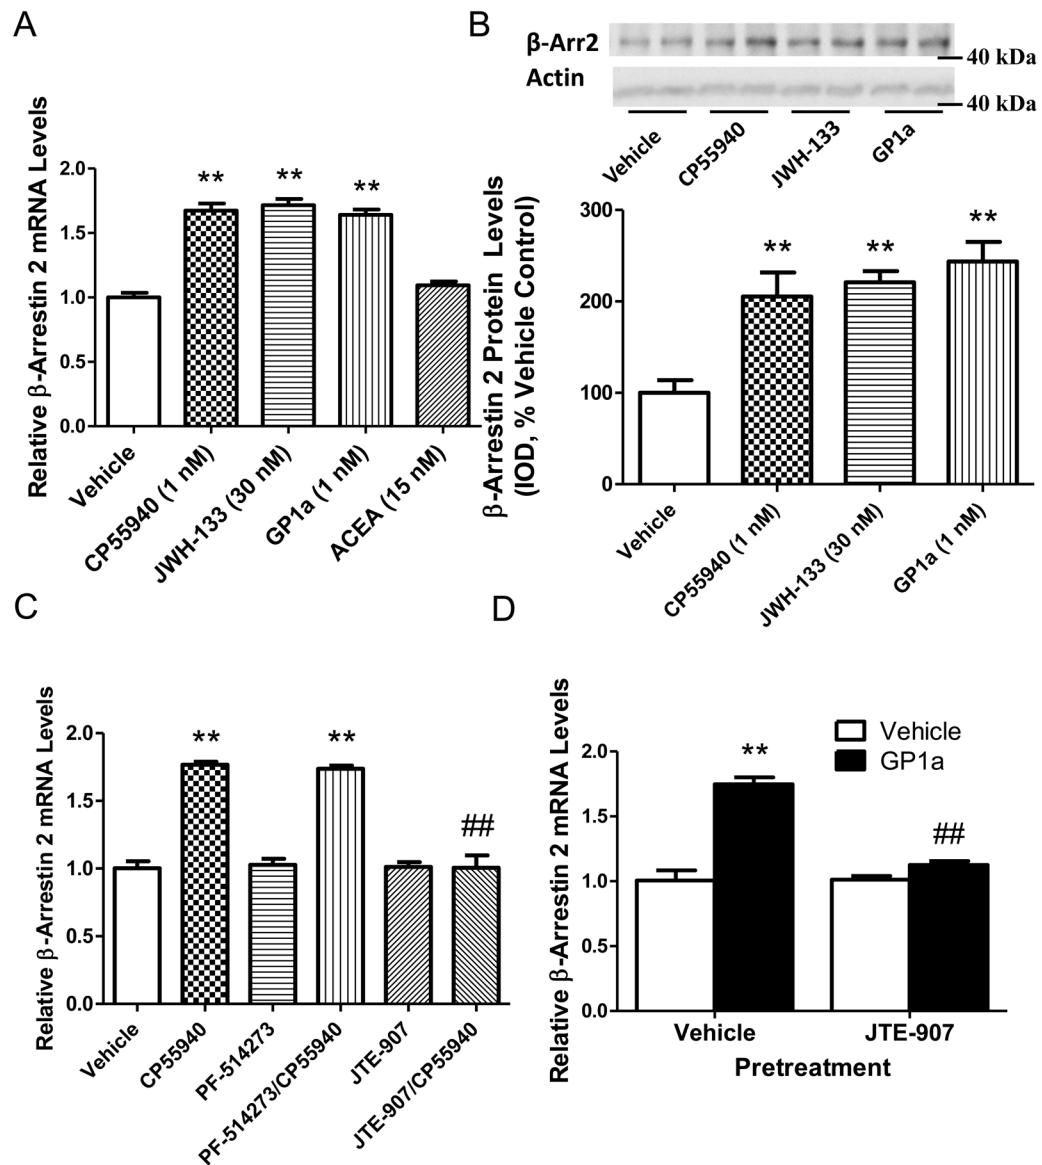 A
Relative β-Arrestin 2 mRNA Levels
2.0
1.5
1.0
0.5
0.0
** ** **
Vehicle
CP55940 (1 nM)
JWH-133 (30 nM)
GP1a (1 nM)
ACEA (15 nM)
B
β-Arr2
40 kDa
Actin
40 kDa
Vehicle
CP55940
JWH-133
GP1a
β-Arrestin 2 Protein Levels
(IOD, % Vehicle Control)
300
200
100
0
** ** **
Vehicle
CP55940 (1 nM)
JWH-133 (30 nM)
GP1a (1 nM)
C
Relative β-Arrestin 2 mRNA Levels
2.0
1.5
1.0
0.5
0.0
** ** ##
Vehicle
CP55940
PF-514273
PF-514273/CP55940
JTE-907
JTE-907/CP55940
D
Relative β-Arrestin 2 mRNA Levels
2.0
1.5
1.0
0.5
0.0
Vehicle
GP1a
** ##
Vehicle JTE-907
Pretreatment